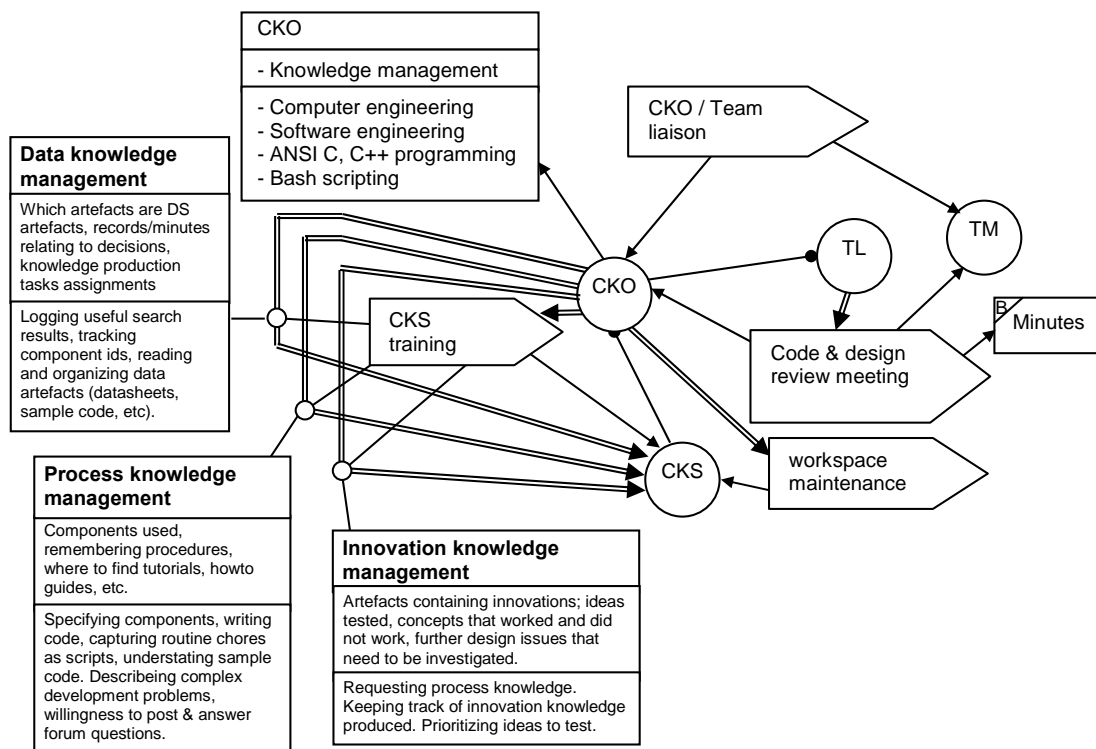 CKO
- Knowledge management
- Computer engineering
- Software engineering
- ANSI C, C++ programming
- Bash scripting
CKO / Team
liaison
Data knowledge
management
Which artefacts are DS
artefacts, records/minutes
relating to decisions,
knowledge production
tasks assignments
Logging useful search
results, tracking
component ids, reading
and organizing data
artefacts (datasheets,
sample code, etc).
TM
TL
CKO
CKS
training
B
Minutes
Code & design
review meeting
CKS
workspace
maintenance
Process knowledge
management
Components used,
remembering procedures,
where to find tutorials, howto
guides, etc.
Specifying components, writing
code, capturing routine chores
as scripts, understating sample
code. Describeing complex
development problems,
willingness to post & answer
forum questions.
Innovation knowledge
management
Artefacts containing innovations; ideas
tested, concepts that worked and did
not work, further design issues that
need to be investigated.
Requesting process knowledge.
Keeping track of innovation knowledge
produced. Prioritizing ideas to test.